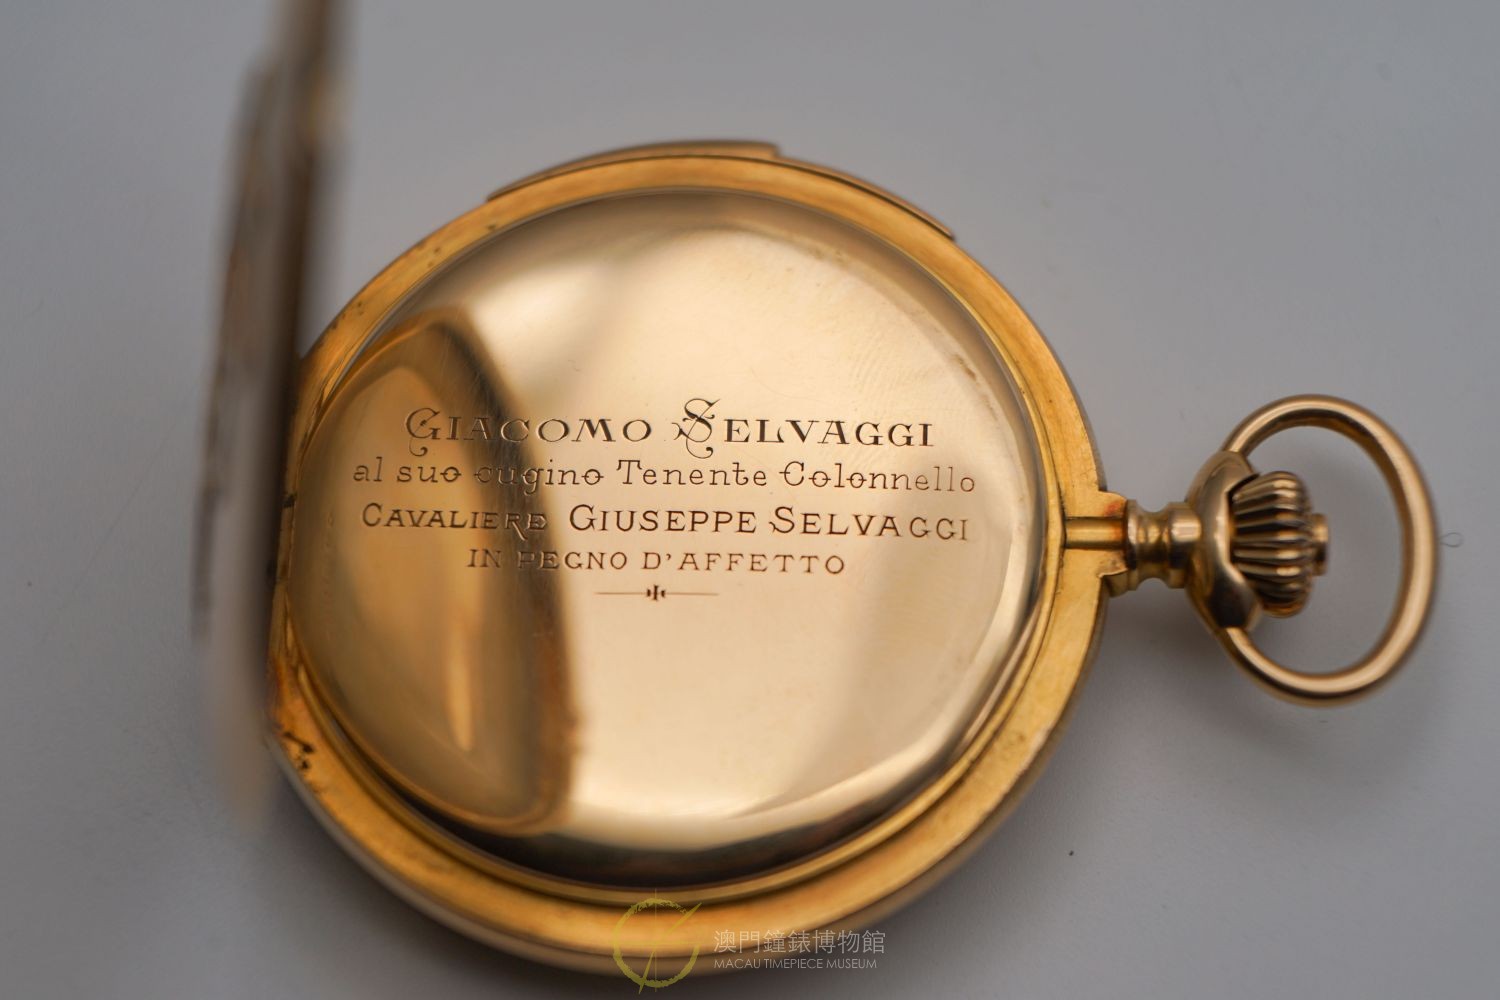 GIACOMO SELVAGGI
al suo cugino Tenente Colonnello
CAVALIERE GIUSEPPE SELVAGGI
IN PEGNO D'AFFETTO
澳門鐘錶博物館
MACAU TIMEPIECE MUSEUM